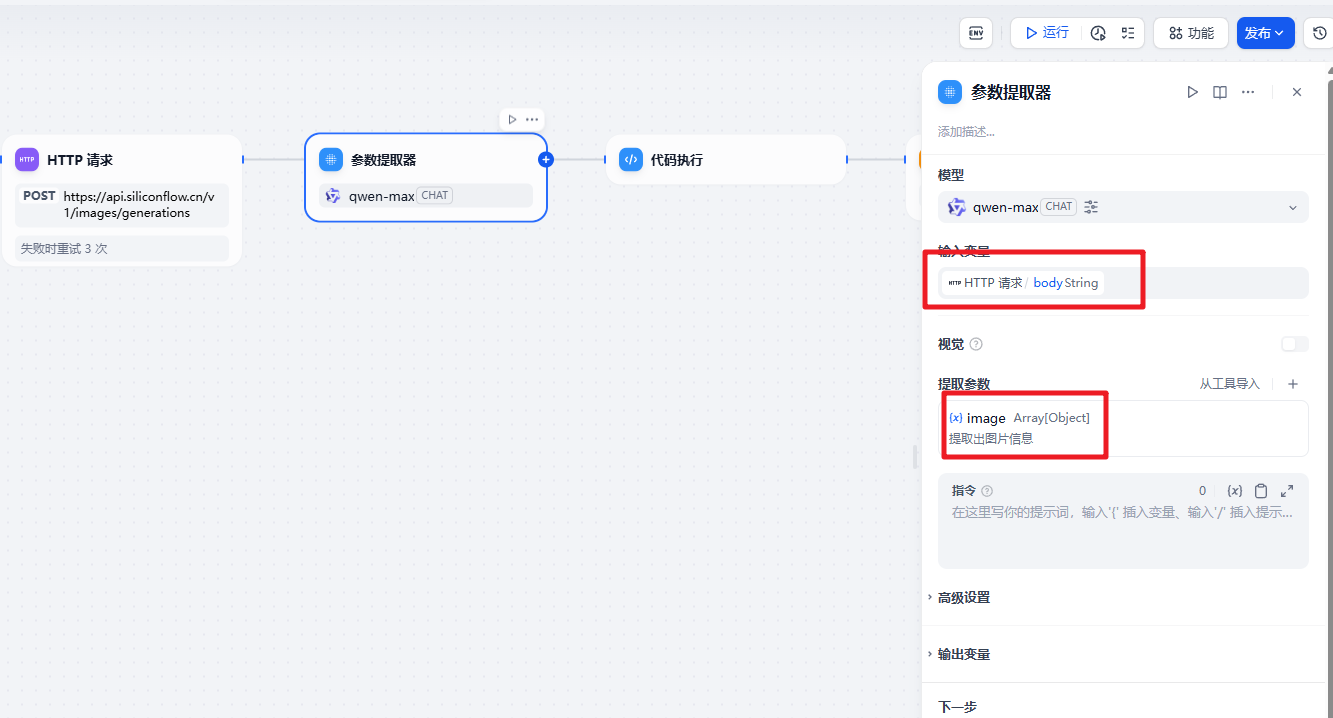 ENV
运行
功能
发布
HTTP
HTTP 请求
POST
https://api.siliconflow.cn/v
1/images/generations
失败时重试 3 次
参数提取器
qwen-max CHAT
代码执行
参数提取器
添加描述...
模型
qwen-max CHAT
输入变量
HTTP HTTP 请求 / body String
视觉
提取参数
从工具导入
{x} image Array[Object]
提取出图片信息
指令
0
{x}
在这里写你的提示词，输入'{' 插入变量、输入'/' 插入提示...
高级设置
输出变量
下一步